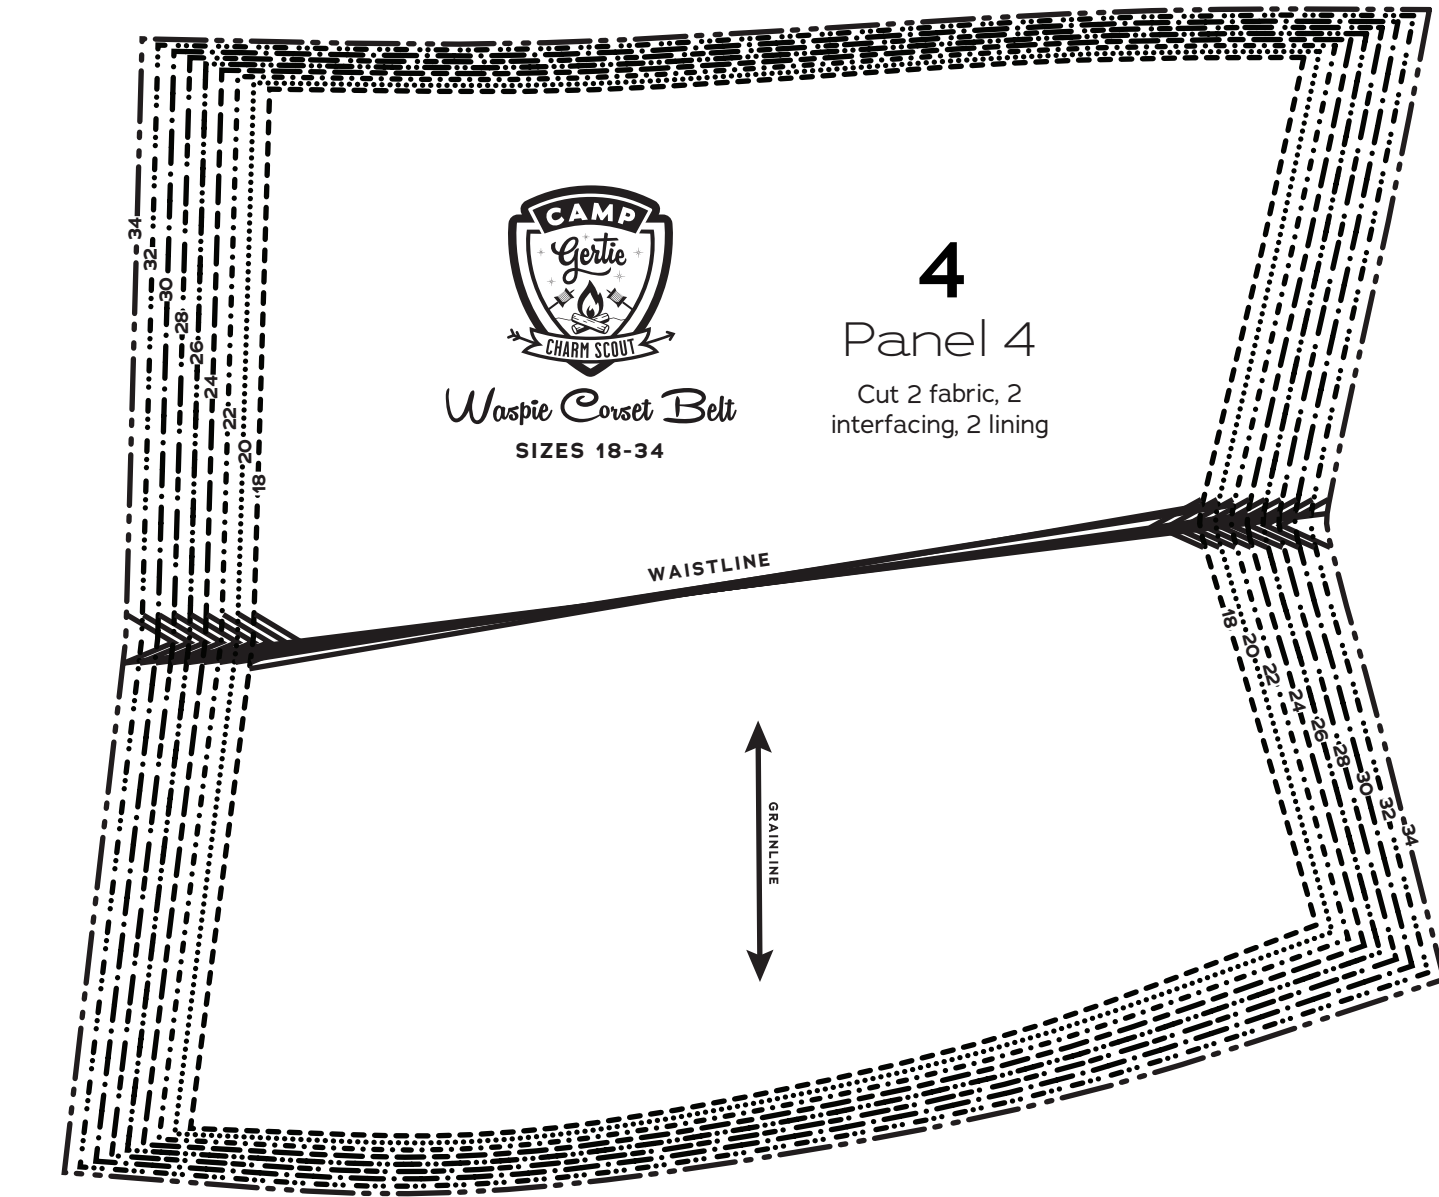 CAMP
Gertie
CHARM SCOUT
Waspie Corset Belt
SIZES 18-34
4
Panel 4
Cut 2 fabric, 2
interfacing, 2 lining
34
32
30
28
26
24
22
20
18
WAISTLINE
18
20
22
24
26
28
30
32
34
GRAINLINE